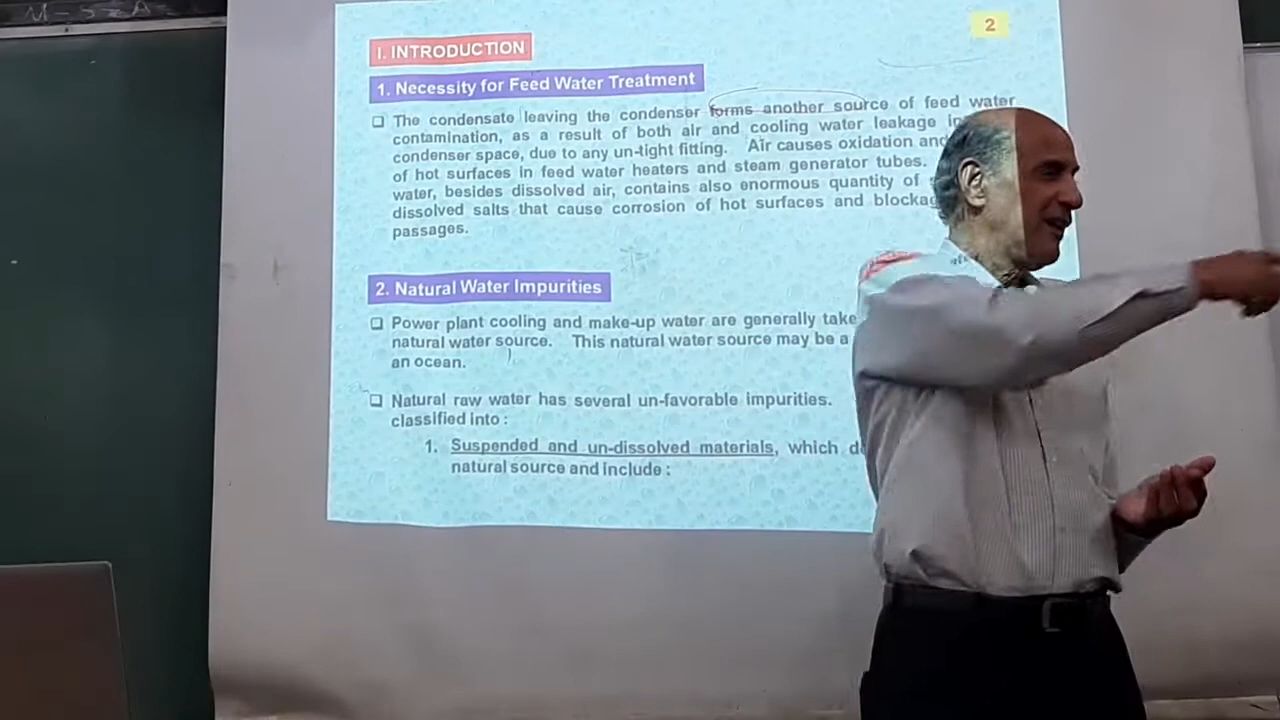 2
I. INTRODUCTION
1. Necessity for Feed Water Treatment
❑ The condensate leaving the condenser forms another source of feed water
contamination, as a result of both air and cooling water leakage
condenser space, due to any un-tight fitting. Air causes oxidation and
of hot surfaces in feed water heaters and steam generator tubes.
water, besides dissolved air, contains also enormous quantity of
dissolved salts that cause corrosion of hot surfaces and
passages.
2. Natural Water Impurities
❑ Power plant cooling and make-up water are generally take
natural water source. This natural water source may be a
an ocean.
❑ Natural raw water has several un-favorable impurities.
classified into :
1. Suspended and un-dissolved materials, which
natural source and include :